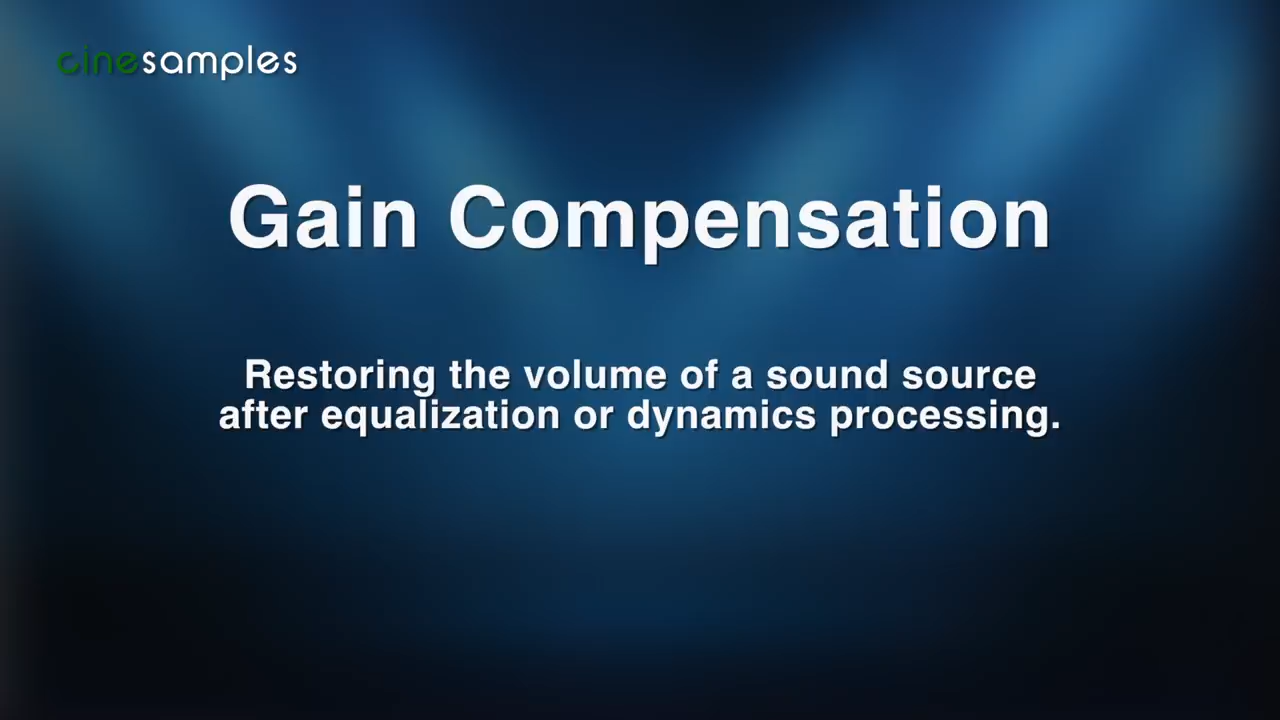 cinesamples
Gain Compensation
Restoring the volume of a sound source
after equalization or dynamics processing.